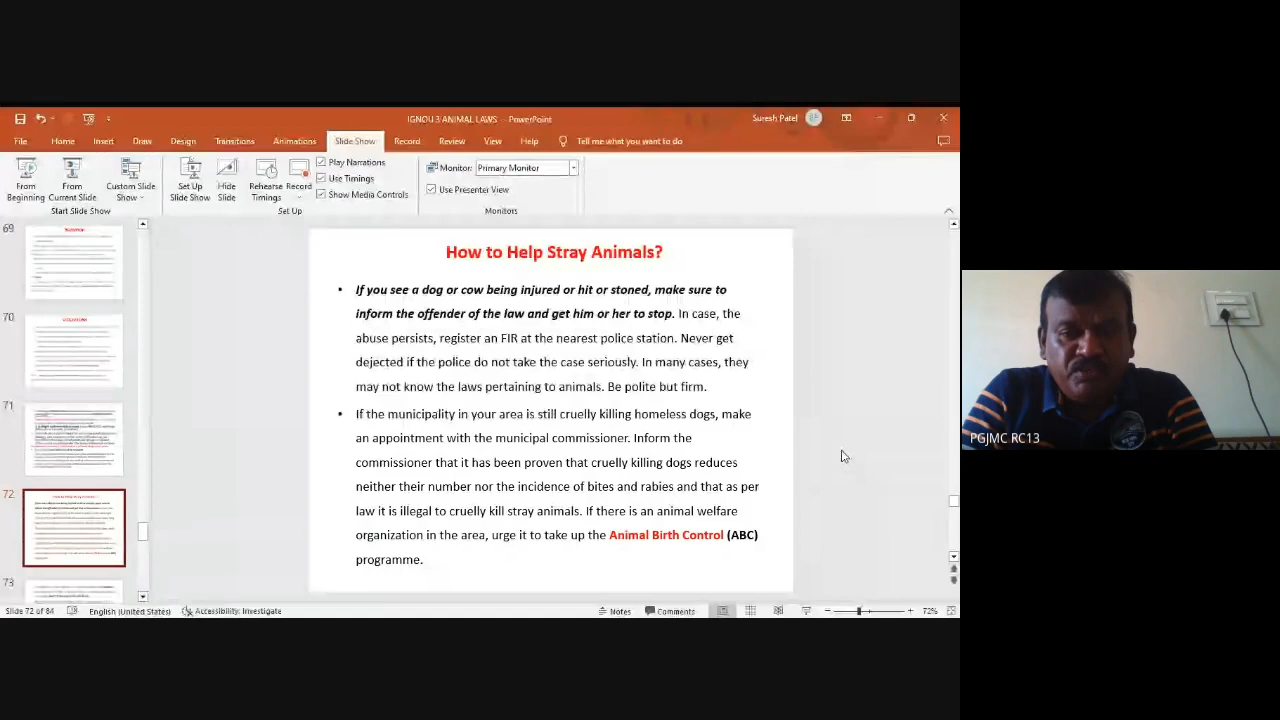 IGNOU 3 ANIMAL LAWS -- PowerPoint
Suresh Patel
File Home Insert Draw Design Transitions Animations Slide Show Record Review View Help Tell me what you want to do
From Beginning
From Current Slide
Custom Slide Show
Set Up Slide Show
Hide Slide
Rehearse Timings
Record
Play Narrations
Use Timings
Show Media Controls
Monitor: Primary Monitor
Use Presenter View
Start Slide Show
Set Up
Monitors
69
70
71
72
73
How to Help Stray Animals?
• If you see a dog or cow being injured or hit or stoned, make sure to
inform the offender of the law and get him or her to stop. In case, the
abuse persists, register an FIR at the nearest police station. Never get
dejected if the police do not take the case seriously. In many cases, they
may not know the laws pertaining to animals. Be polite but firm.
• If the municipality in your area is still cruelly killing homeless dogs, make
an appointment with the municipal commissioner. Inform the
commissioner that it has been proven that cruelly killing dogs reduces
neither their number nor the incidence of bites and rabies and that as per
law it is illegal to cruelly kill stray animals. If there is an animal welfare
organization in the area, urge it to take up the Animal Birth Control (ABC)
programme.
Slide 72 of 84 English (United States) Accessibility: Investigate Notes Comments 72%
PGJMC RC13